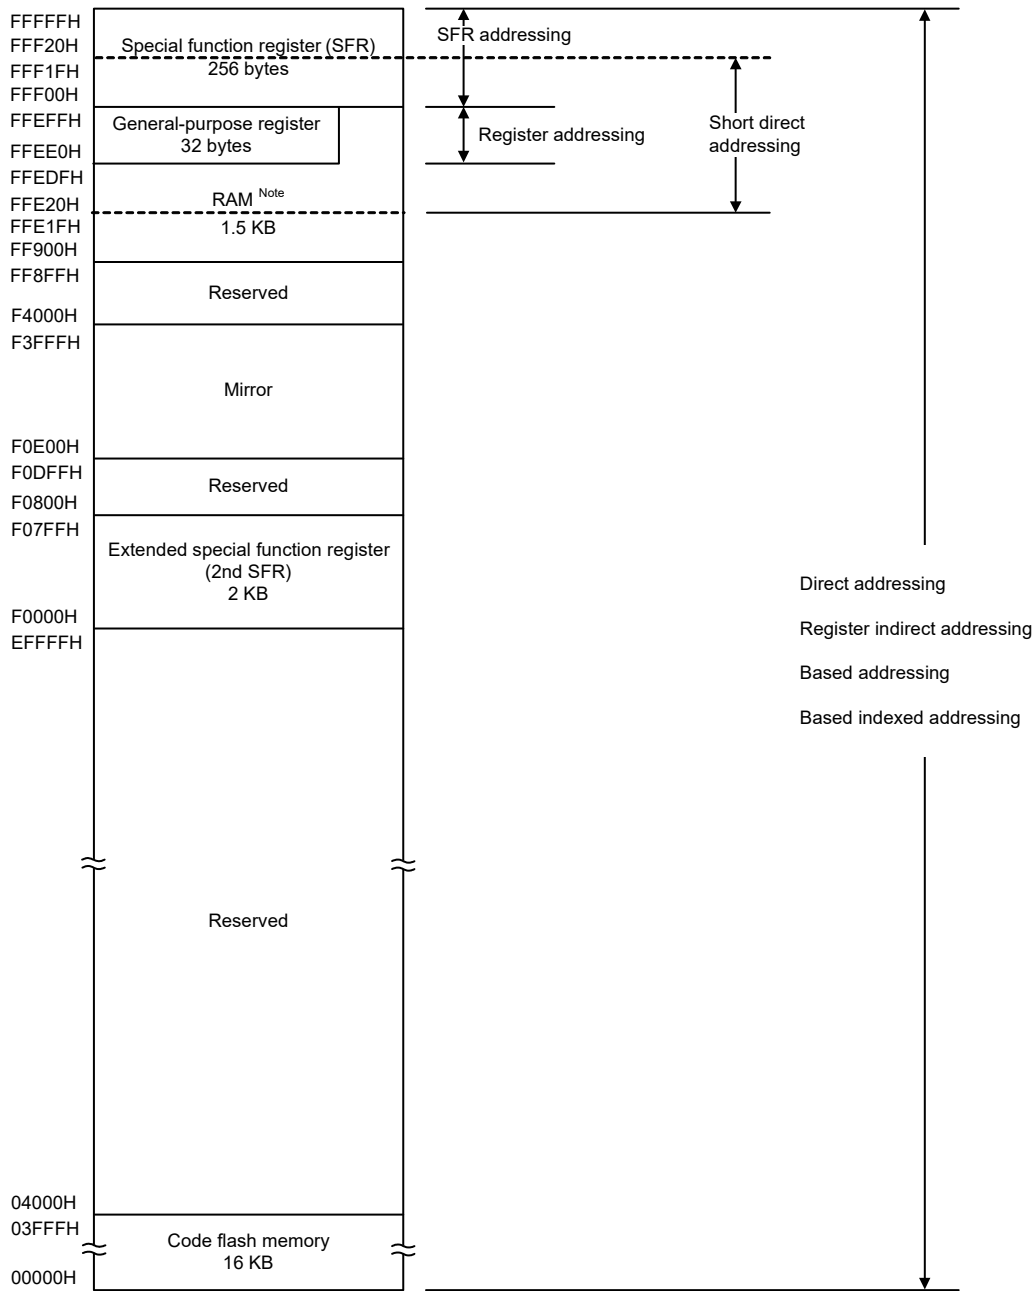 FFFFFH
SFR addressing
FFF20H
Special function register (SFR)
256 bytes
FFF1FH
FFF00H
FFEFFH
General-purpose register
32 bytes
Register addressing
Short direct
addressing
FFEE0H
FFEDFH
RAM Note
1.5 KB
FFE20H
FFE1FH
FF900H
FF8FFH
Reserved
F4000H
F3FFFH
Mirror
F0E00H
F0DFFH
Reserved
F0800H
F07FFH
Extended special function register
(2nd SFR)
2 KB
F0000H
EFFFFH
Direct addressing
Register indirect addressing
Based addressing
Based indexed addressing
Reserved
04000H
03FFFH
Code flash memory
16 KB
00000H